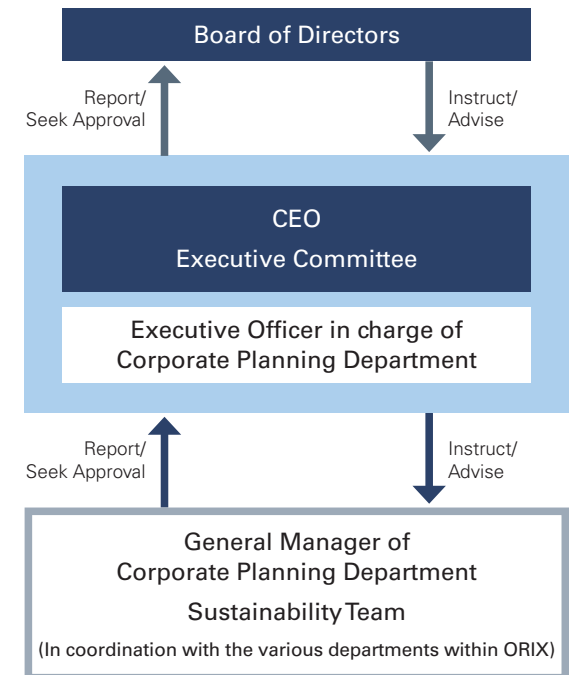 Board of Directors
Report/
Seek Approval
Instruct/
Advise
CEO
Executive Committee
Executive Officer in charge of
Corporate Planning Department
Report/
Seek Approval
Instruct/
Advise
General Manager of
Corporate Planning Department
Sustainability Team
(In coordination with the various departments within ORIX)